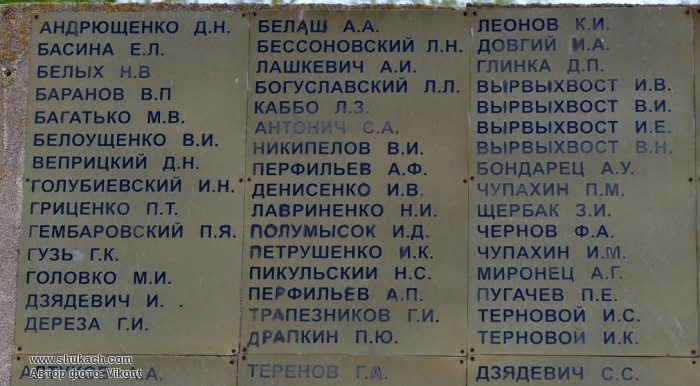 АНДРЮЩЕНКО Д.Н.
БАСИНА Е.Л.
БЕЛЫХ Н.В
БАРАНОВ В.П
БАГАТЬКО М.В.
БЕЛОУЩЕНКО В.И.
ВЕПРИЦКИЙ Д.Н.
ГОЛУБИЕВСКИЙ И.Н.
ГРИЦЕНКО П.Т.
ГЕМБАРОВСКИЙ П.Я.
ГУЗЬ Г.К.
ГОЛОВКО М.И.
ДЗЯДЕВИЧ И. .
ДЕРЕЗА Г.И.
БЕЛАШ А.А.
БЕССОНОВСКИЙ Л.Н.
ЛАШКЕВИЧ А.И.
БОГУСЛАВСКИЙ Л.Л.
КАББО Л.З.
АНТОНИЧ С.А.
НИКИПЕЛОВ В.И.
ПЕРФИЛЬЕВ А.Ф.
ДЕНИСЕНКО И.В.
ЛАВРИНЕНКО Н.И.
ПОЛУМЫСОК И.Д.
ПЕТРУШЕНКО И.К.
ПИКУЛЬСКИЙ Н.С.
ПЕРФИЛЬЕВ А.П.
ТРАПЕЗНИКОВ Г.И.
ДРАПКИН П.Ю.
ТЕРЕНОВ Г.А.
ЛЕОНОВ К.И.
ДОВГИЙ И.А.
ГЛИНКА Д.П.
ВЫРВЫХВОСТ И.В.
ВЫРВЫХВОСТ В.И.
ВЫРВЫХВОСТ И.Е.
ВЫРВЫХВОСТ В.Н.
БОНДАРЕЦ А.У.
ЧУПАХИН П.М.
ЩЕРБАК З.И.
ЧЕРНОВ Ф.А.
ЧУПАХИН И.М.
МИРОНЕЦ А.Г.
ПУГАЧЕВ П.Е.
ТЕРНОВОЙ И.С.
ТЕРНОВОЙ И.К.
ДЗЯДЕВИЧ С.С.
www.shukach.com
Автор фото: Vikont